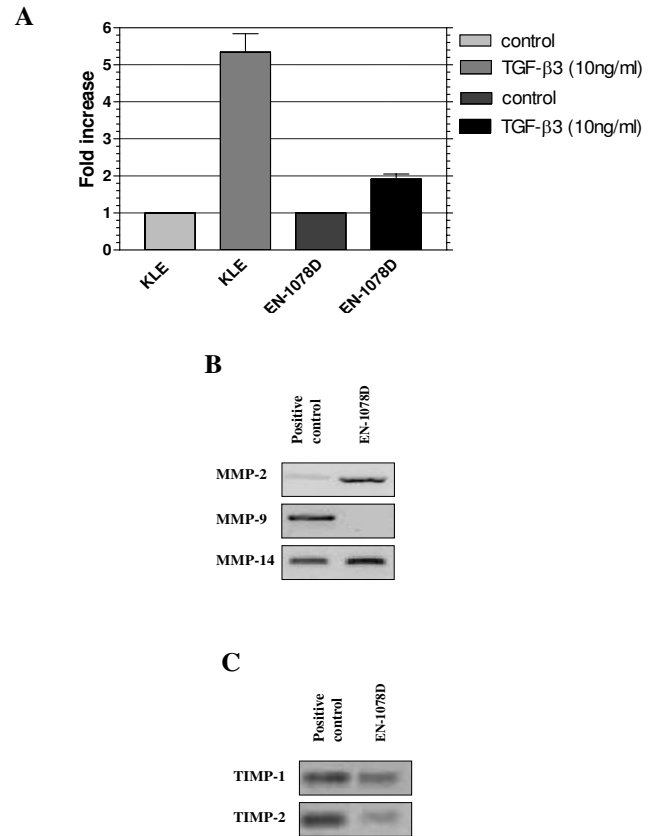 A
Fold increase
6
5
4
3
2
1
0
KLE
KLE
EN-1078D
EN-1078D
control
TGF-β3 (10ng/ml)
control
TGF-β3 (10ng/ml)
B
Positive
control
EN-1078D
MMP-2
MMP-9
MMP-14
C
Positive
control
EN-1078D
TIMP-1
TIMP-2